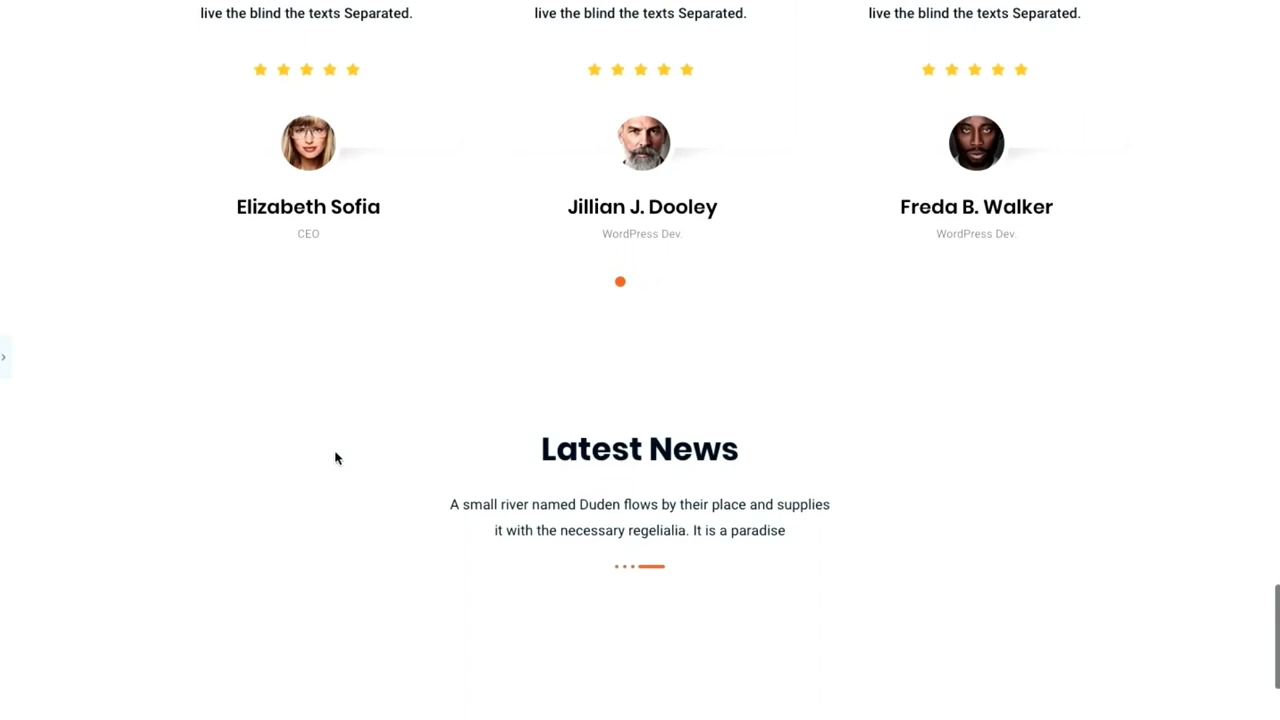 live the blind the texts Separated.
live the blind the texts Separated.
live the blind the texts Separated.
Elizabeth Sofia
Jillian J. Dooley
Freda B. Walker
CEO
WordPress Dev.
WordPress Dev.
Latest News
A small river named Duden flows by their place and supplies
it with the necessary regelialia. It is a paradise